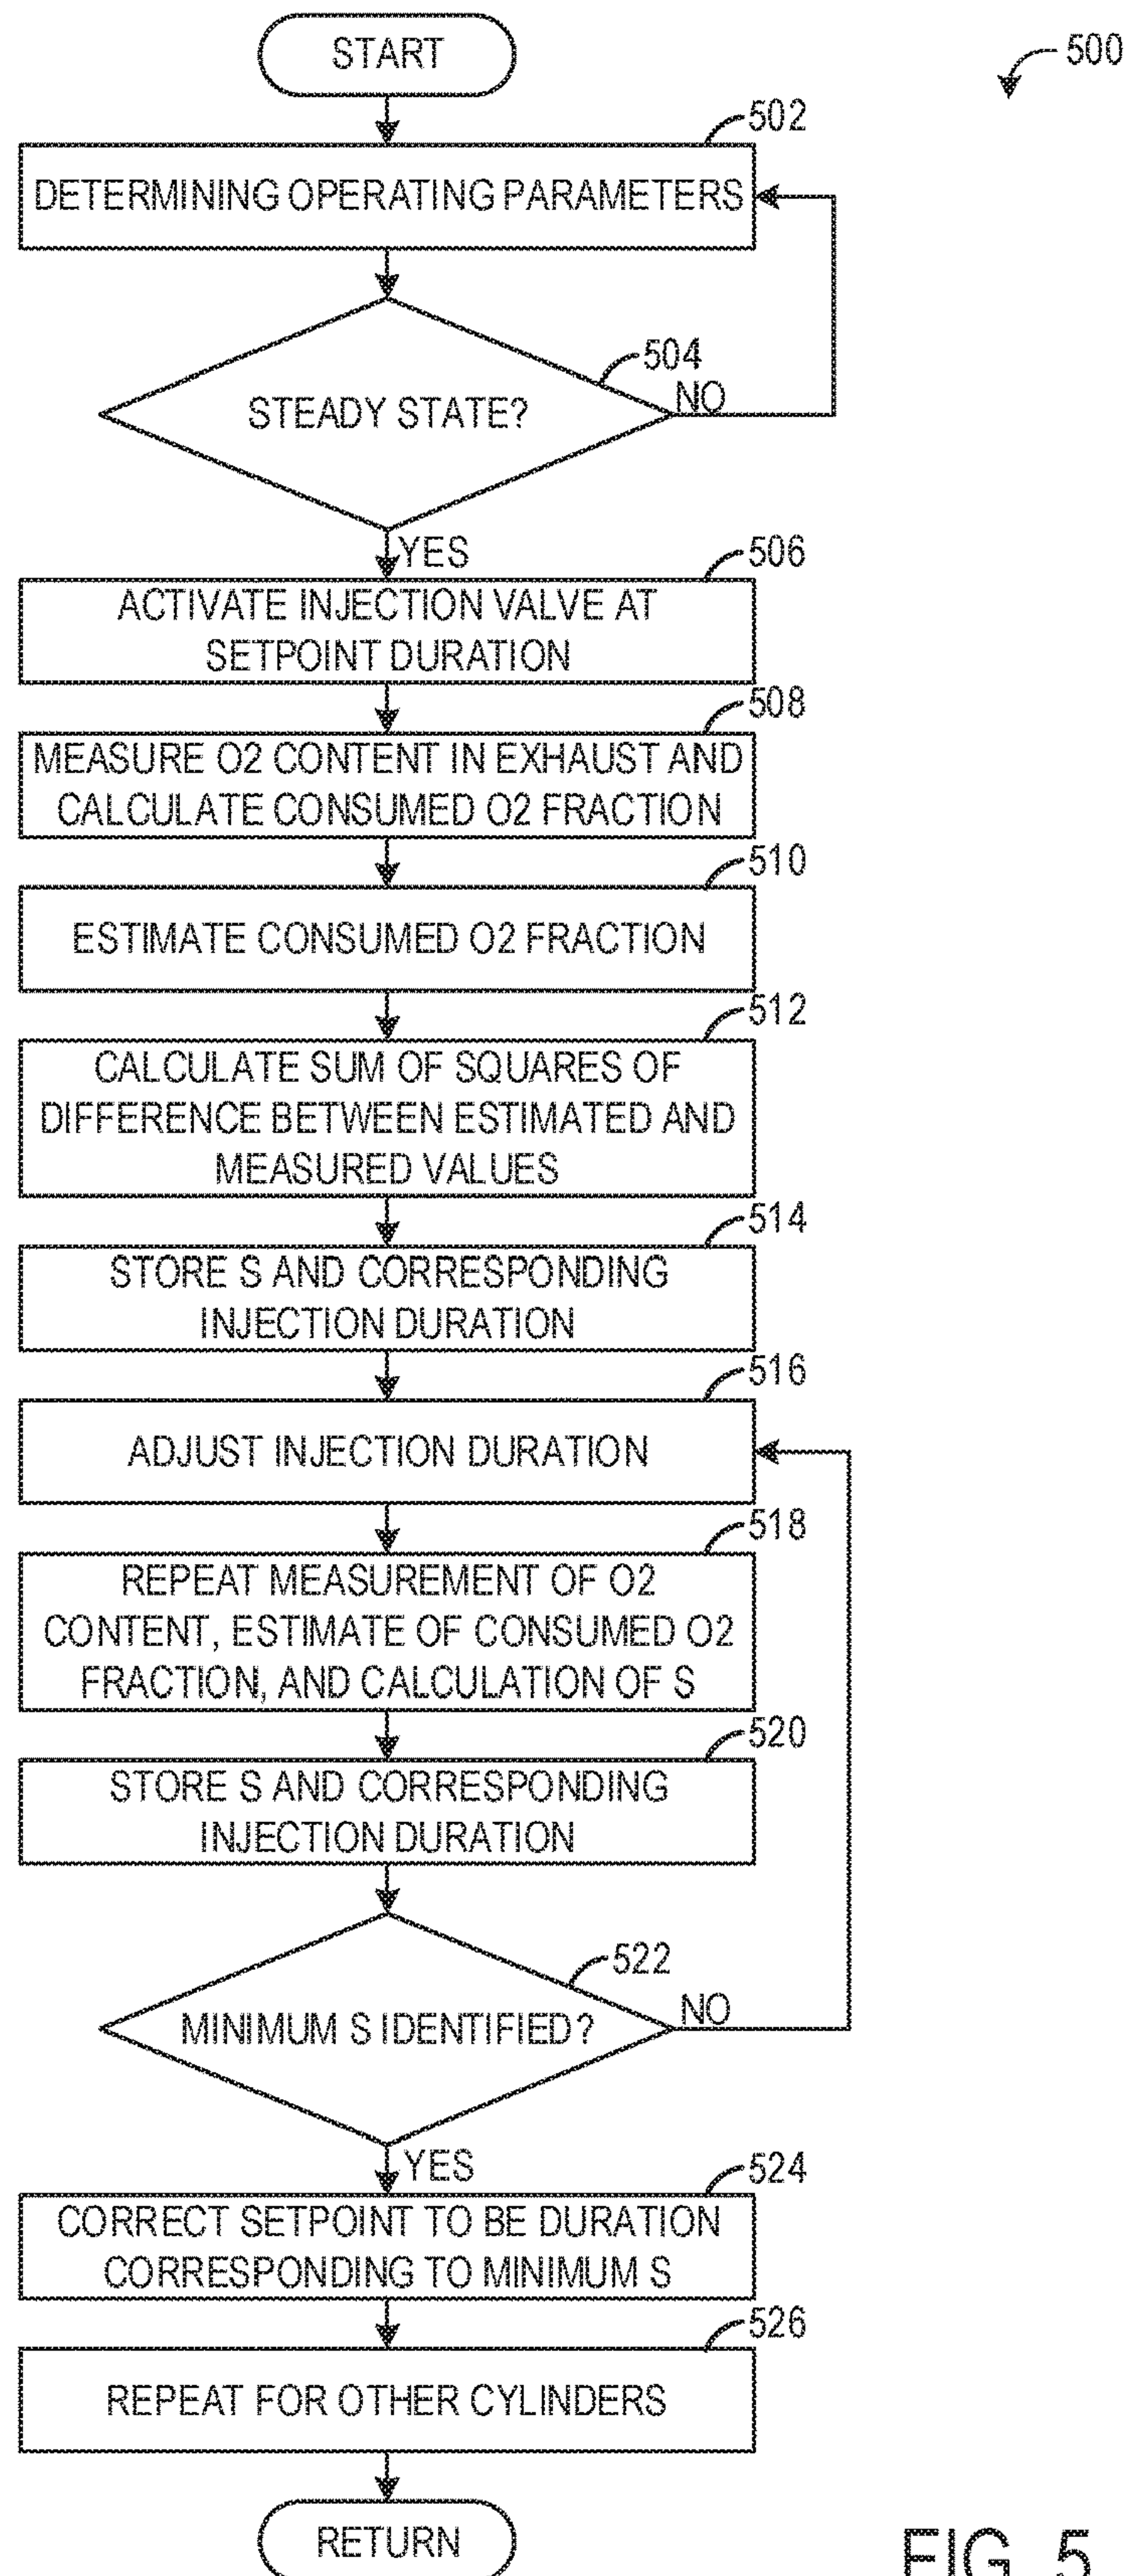 START
500
502
DETERMINING OPERATING PARAMETERS
504
STEADY STATE?
NO
YES
506
ACTIVATE INJECTION VALVE AT
SETPOINT DURATION
508
MEASURE O2 CONTENT IN EXHAUST AND
CALCULATE CONSUMED O2 FRACTION
510
ESTIMATE CONSUMED O2 FRACTION
512
CALCULATE SUM OF SQUARES OF
DIFFERENCE BETWEEN ESTIMATED AND
MEASURED VALUES
514
STORE S AND CORRESPONDING
INJECTION DURATION
516
ADJUST INJECTION DURATION
518
REPEAT MEASUREMENT OF O2
CONTENT, ESTIMATE OF CONSUMED O2
FRACTION, AND CALCULATION OF S
520
STORE S AND CORRESPONDING
INJECTION DURATION
522
MINIMUM S IDENTIFIED?
NO
YES
524
CORRECT SETPOINT TO BE DURATION
CORRESPONDING TO MINIMUM S
526
REPEAT FOR OTHER CYLINDERS
RETURN
FIG. 5